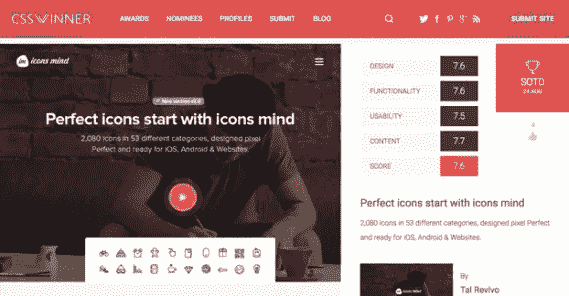 CSSWINNER AWARDS NOMINEES PROFILES SUBMIT BLOG SUBMIT SITE
icons mind
New version v2.0
Perfect icons start with icons mind
2,080 icons in 53 different categories, designed pixel
Perfect and ready for iOS, Android & Websites.
DESIGN 7.6
FUNCTIONALITY 7.6
USABILITY 7.5
CONTENT 7.7
SCORE 7.6
SOTD
24 AUG
Perfect icons start with icons mind
2,080 icons in 53 different categories, designed pixel Perfect
and ready for iOS, Android & Websites.
icons mind
By
Tal Revivo